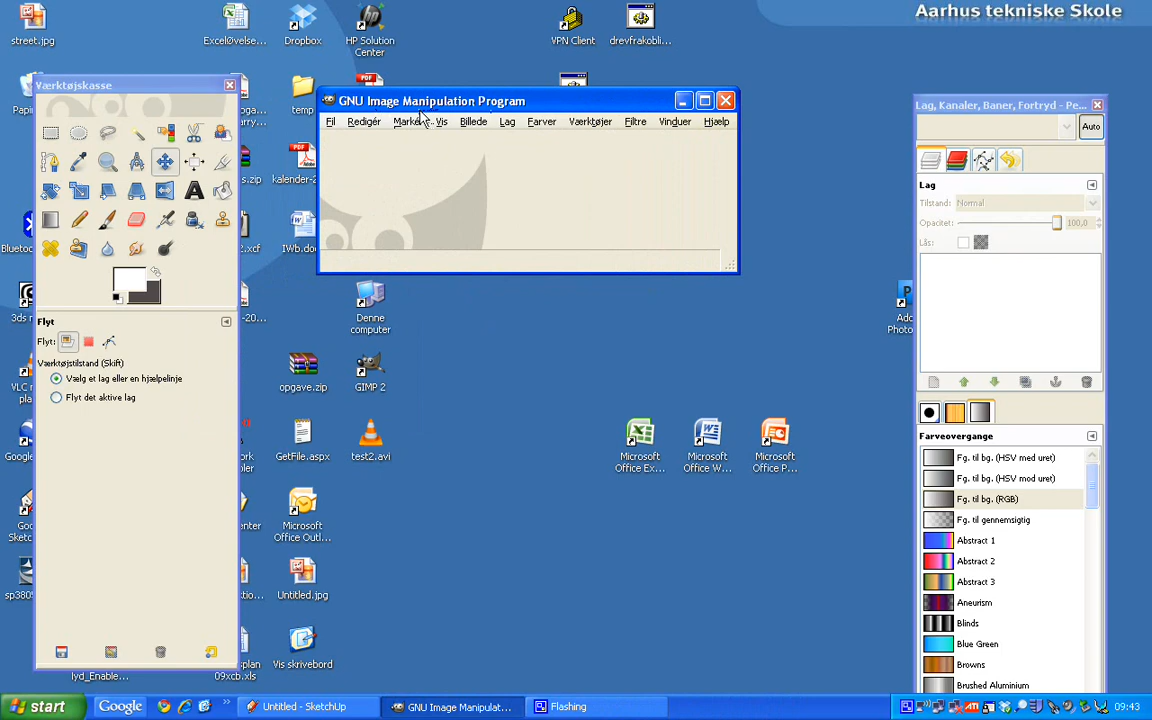 Aarhus tekniske Skole
street.jpg
ExcelØvelse...
Dropbox
HP Solution
Center
VPN Client
drevfrakobli...
Værktøjskasse
GNU Image Manipulation Program
Fil Redigér Marke... Vis Billede Lag Farver Værktøjer Filtre Vinduer Hjælp
Lag, Kanaler, Baner, Fortryd - Pe...
Auto
Lag
Tilstand: Normal
Opacitet: 100,0
Lås:
temp
kalender-2
IWb.doc
Denne
computer
opgave.zip
GIMP 2
GetFile.aspx
test2.avi
Microsoft
Office Ex...
Microsoft
Office W...
Microsoft
Office P...
Microsoft
Office Outl...
Untitled.jpg
Vis skrivebord
Flyt
Flyt:
Værktøjstilstand (Skift)
Vælg et lag eller en hjælpelinje
Flyt det aktive lag
lyd_Enable...
09xcb.xls
Farveovergange
Fg. til bg. (HSV med uret)
Fg. til bg. (HSV med uret)
Fg. til bg. (RGB)
Fg. til gennemsigtig
Abstract 1
Abstract 2
Abstract 3
Aneurism
Blinds
Blue Green
Browns
Brushed Aluminium
start
Google
Untitled - SketchUp
GNU Image Manipulat...
Flashing
09:43